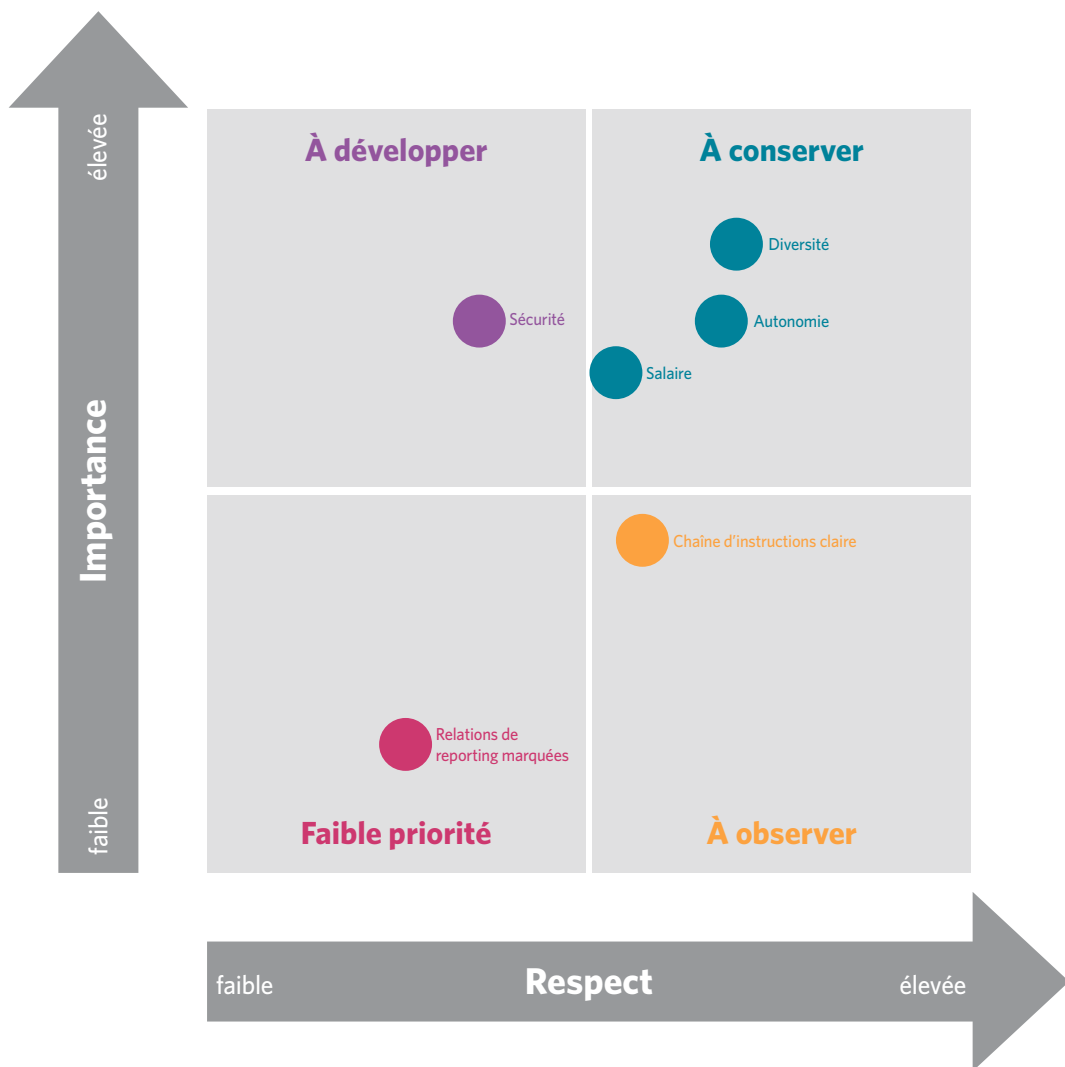 élevée
Importance
faible
À développer
À conserver
Diversité
Sécurité
Autonomie
Salaire
Chaîne d'instructions claire
Relations de
reporting marquées
Faible priorité
À observer
faible
Respect
élevée